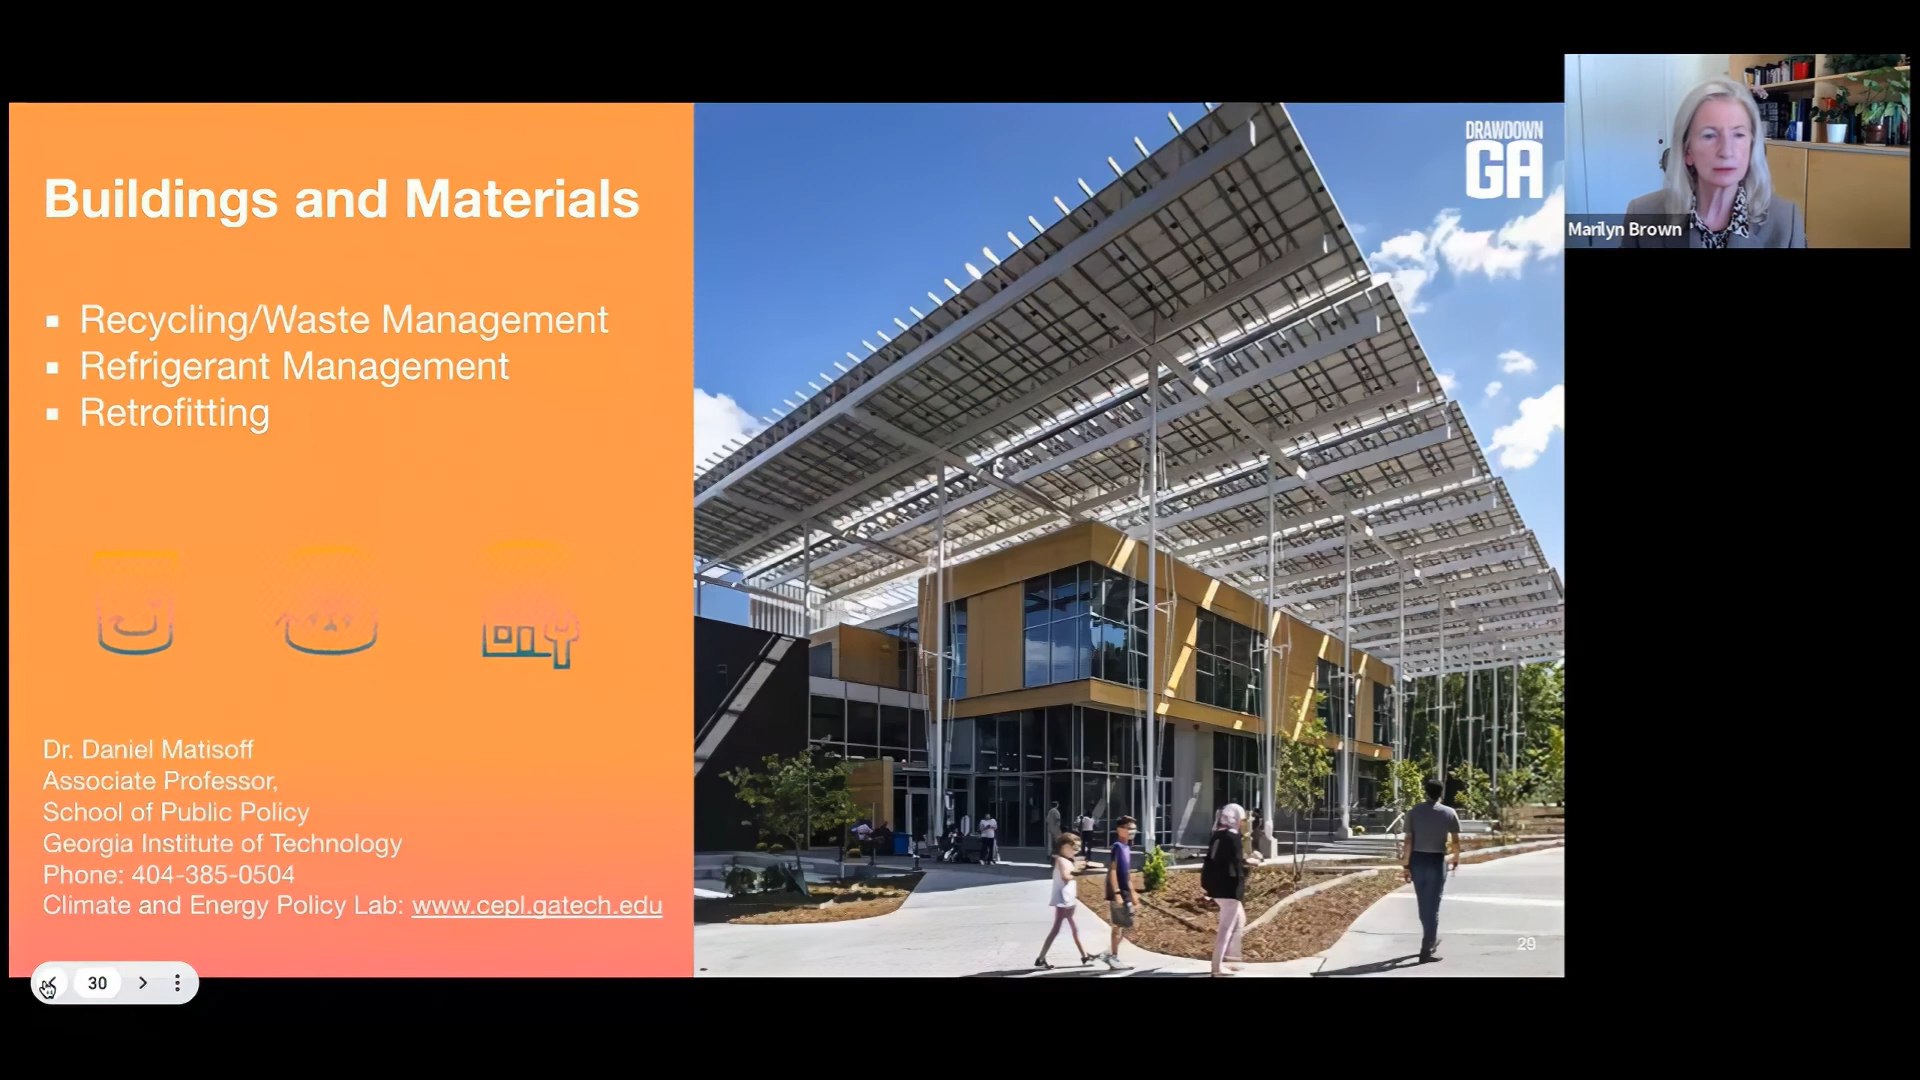 Buildings and Materials
Recycling/Waste Management
Refrigerant Management
Retrofitting
Dr. Daniel Matisoff
Associate Professor,
School of Public Policy
Georgia Institute of Technology
Phone: 404-385-0504
Climate and Energy Policy Lab: www.cepl.gatech.edu
DRAWDOWN
GA
29
Marilyn Brown
30